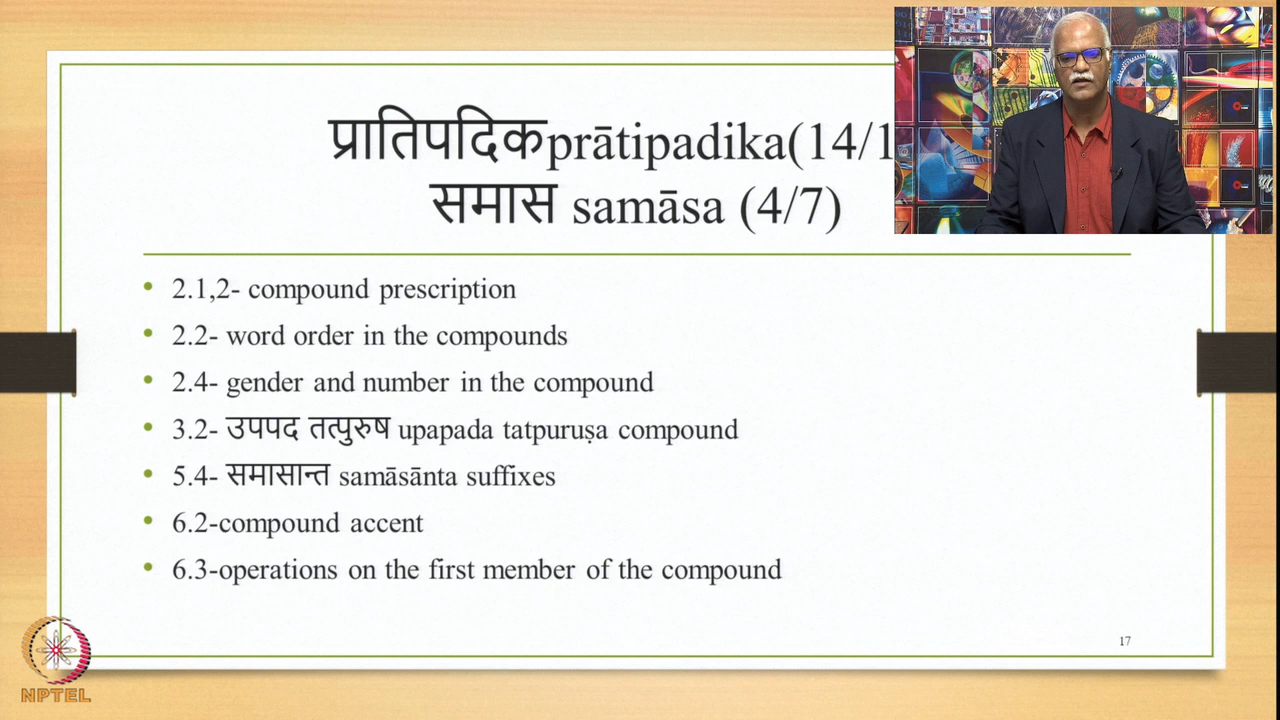 प्रातिपदिकprātipadika(14/1
समास samāsa (4/7)
• 2.1,2- compound prescription
• 2.2- word order in the compounds
• 2.4- gender and number in the compound
• 3.2- उपपद तत्पुरुष upapada tatpuruṣa compound
• 5.4- समासान्त samāsānta suffixes
• 6.2-compound accent
• 6.3-operations on the first member of the compound
17
NPTEL